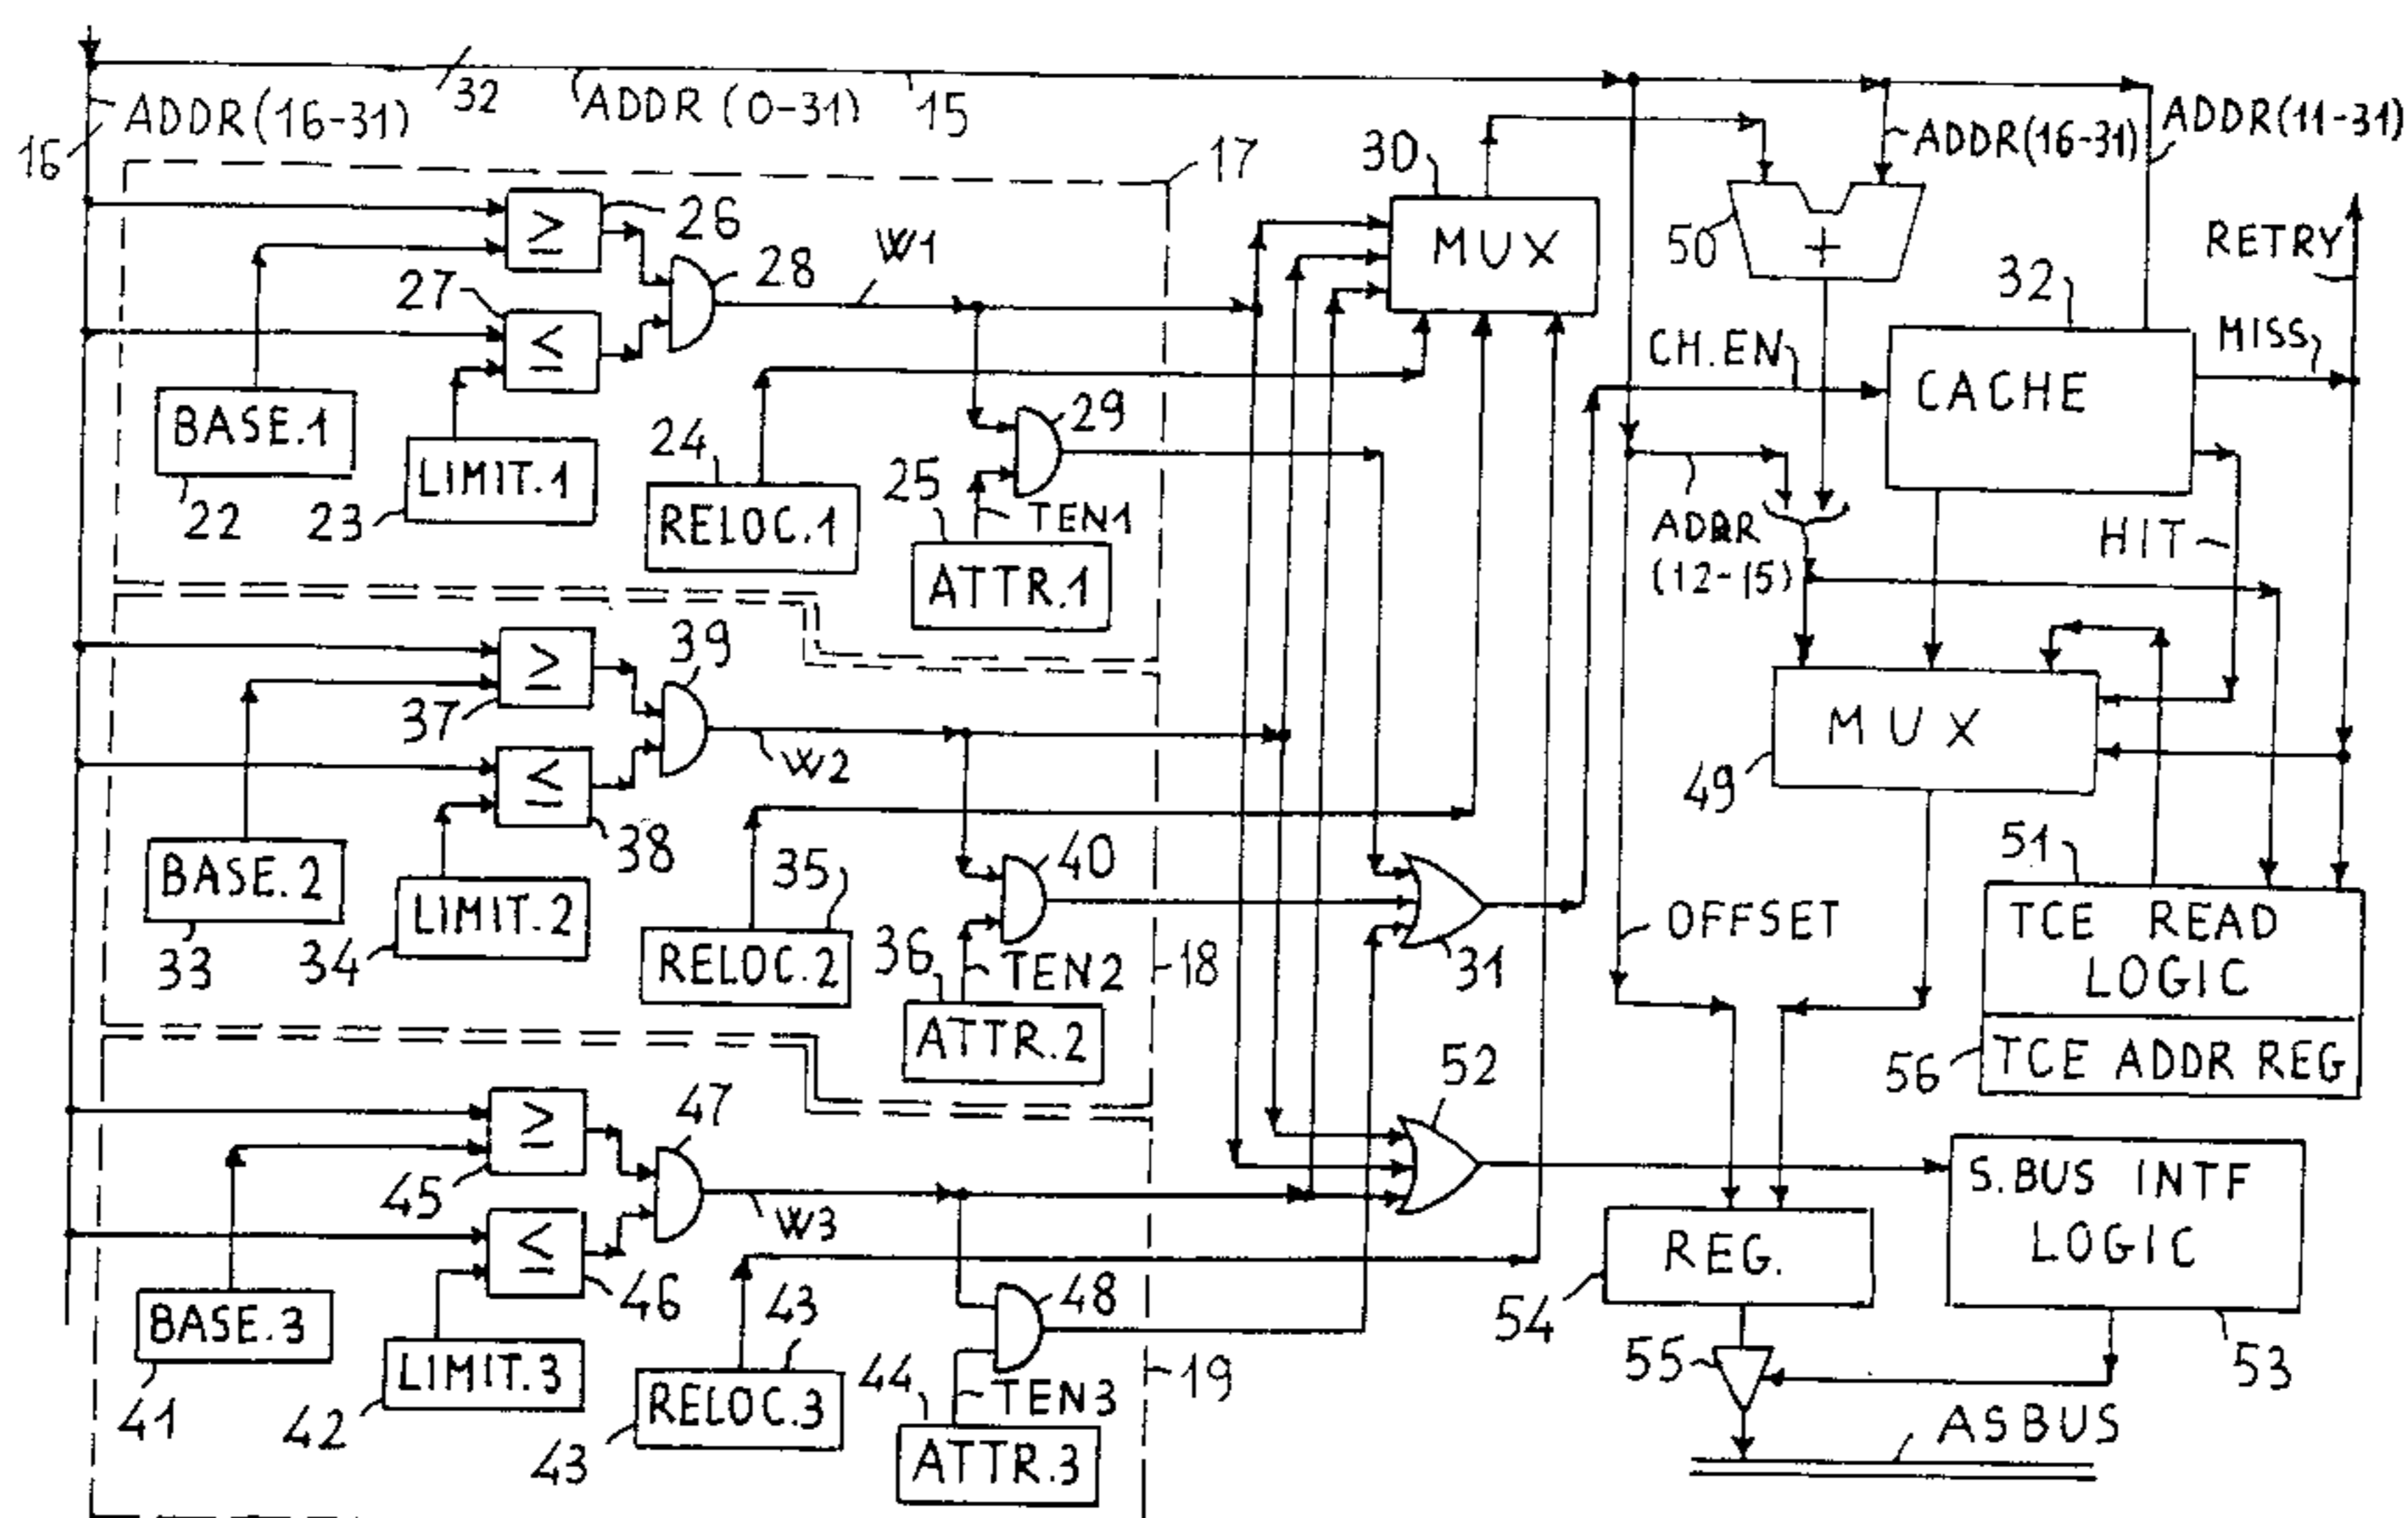 32
ADDR (0-31)
15
16
ADDR(16-31)
17
30
ADDR(16-31)
ADDR(11-31)
≥
26
W1
MUX
50
+
RETRY
27
≤
28
32
MISS
CH.EN
CACHE
BASE.1
22
LIMIT.1
23
24
RELOC.1
29
25
TEN1
ATTR.1
ADDR
(12-15)
HIT
≥
37
39
W2
≤
38
MUX
49
BASE.2
33
LIMIT.2
34
35
RELOC.2
40
36
TEN2
ATTR.2
18
31
OFFSET
51
TCE READ
LOGIC
56
TCE ADDR REG
≥
45
47
W3
≤
46
52
S.BUS INTF
LOGIC
53
BASE.3
41
LIMIT.3
42
43
RELOC.3
43
48
44
TEN3
ATTR.3
19
REG.
54
55
ASBUS